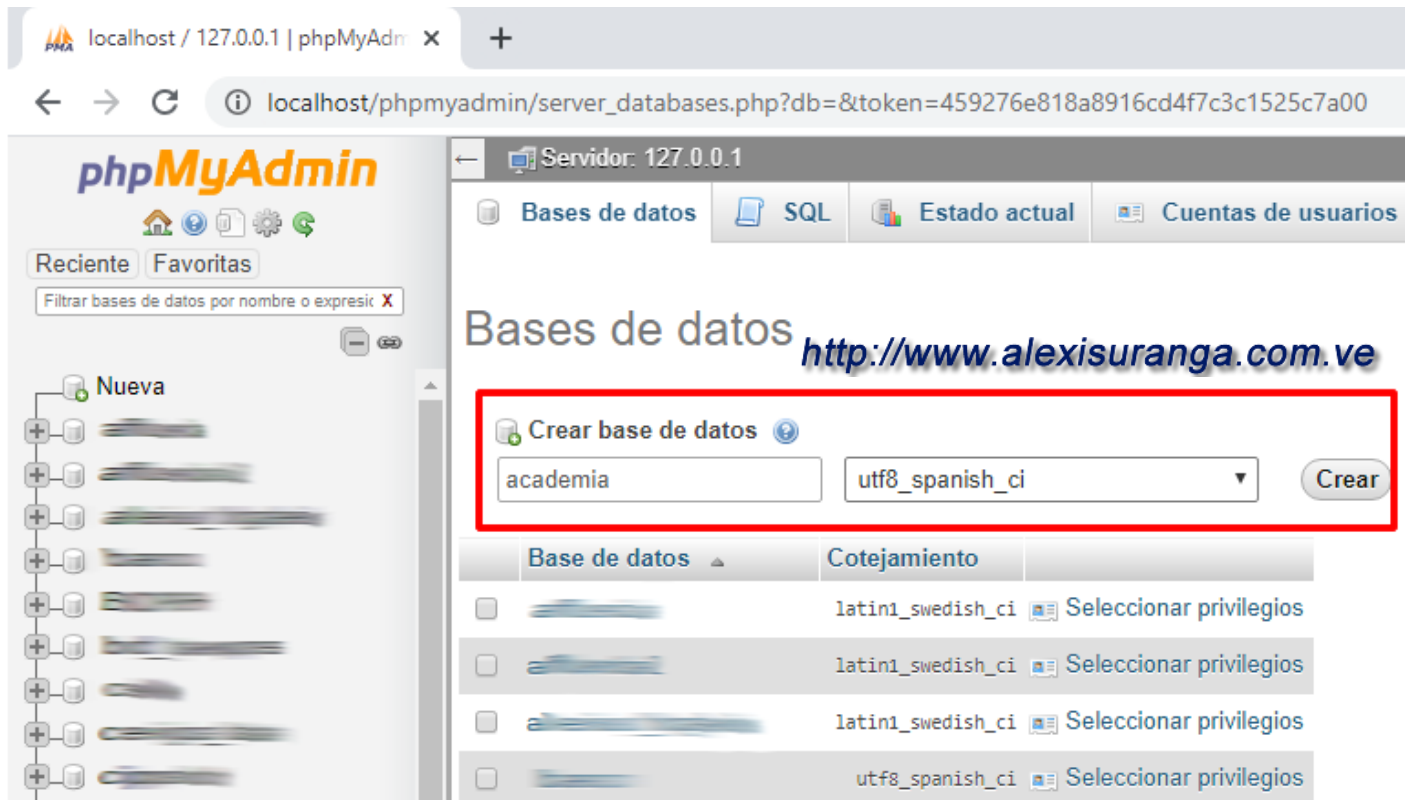 localhost / 127.0.0.1 | phpMyAdm
localhost/phpmyadmin/server_databases.php?db=&token=459276e818a8916cd4f7c3c1525c7a00
phpMyAdmin
Reciente Favoritas
Filtrar bases de datos por nombre o expresic X
Nueva
Servidor: 127.0.0.1
Bases de datos SQL Estado actual Cuentas de usuarios
Bases de datos
http://www.alexisuranga.com.ve
Crear base de datos
academia utf8_spanish_ci Crear
Base de datos Cotejamiento
latin1_swedish_ci Seleccionar privilegios
latin1_swedish_ci Seleccionar privilegios
latin1_swedish_ci Seleccionar privilegios
utf8_spanish_ci Seleccionar privilegios